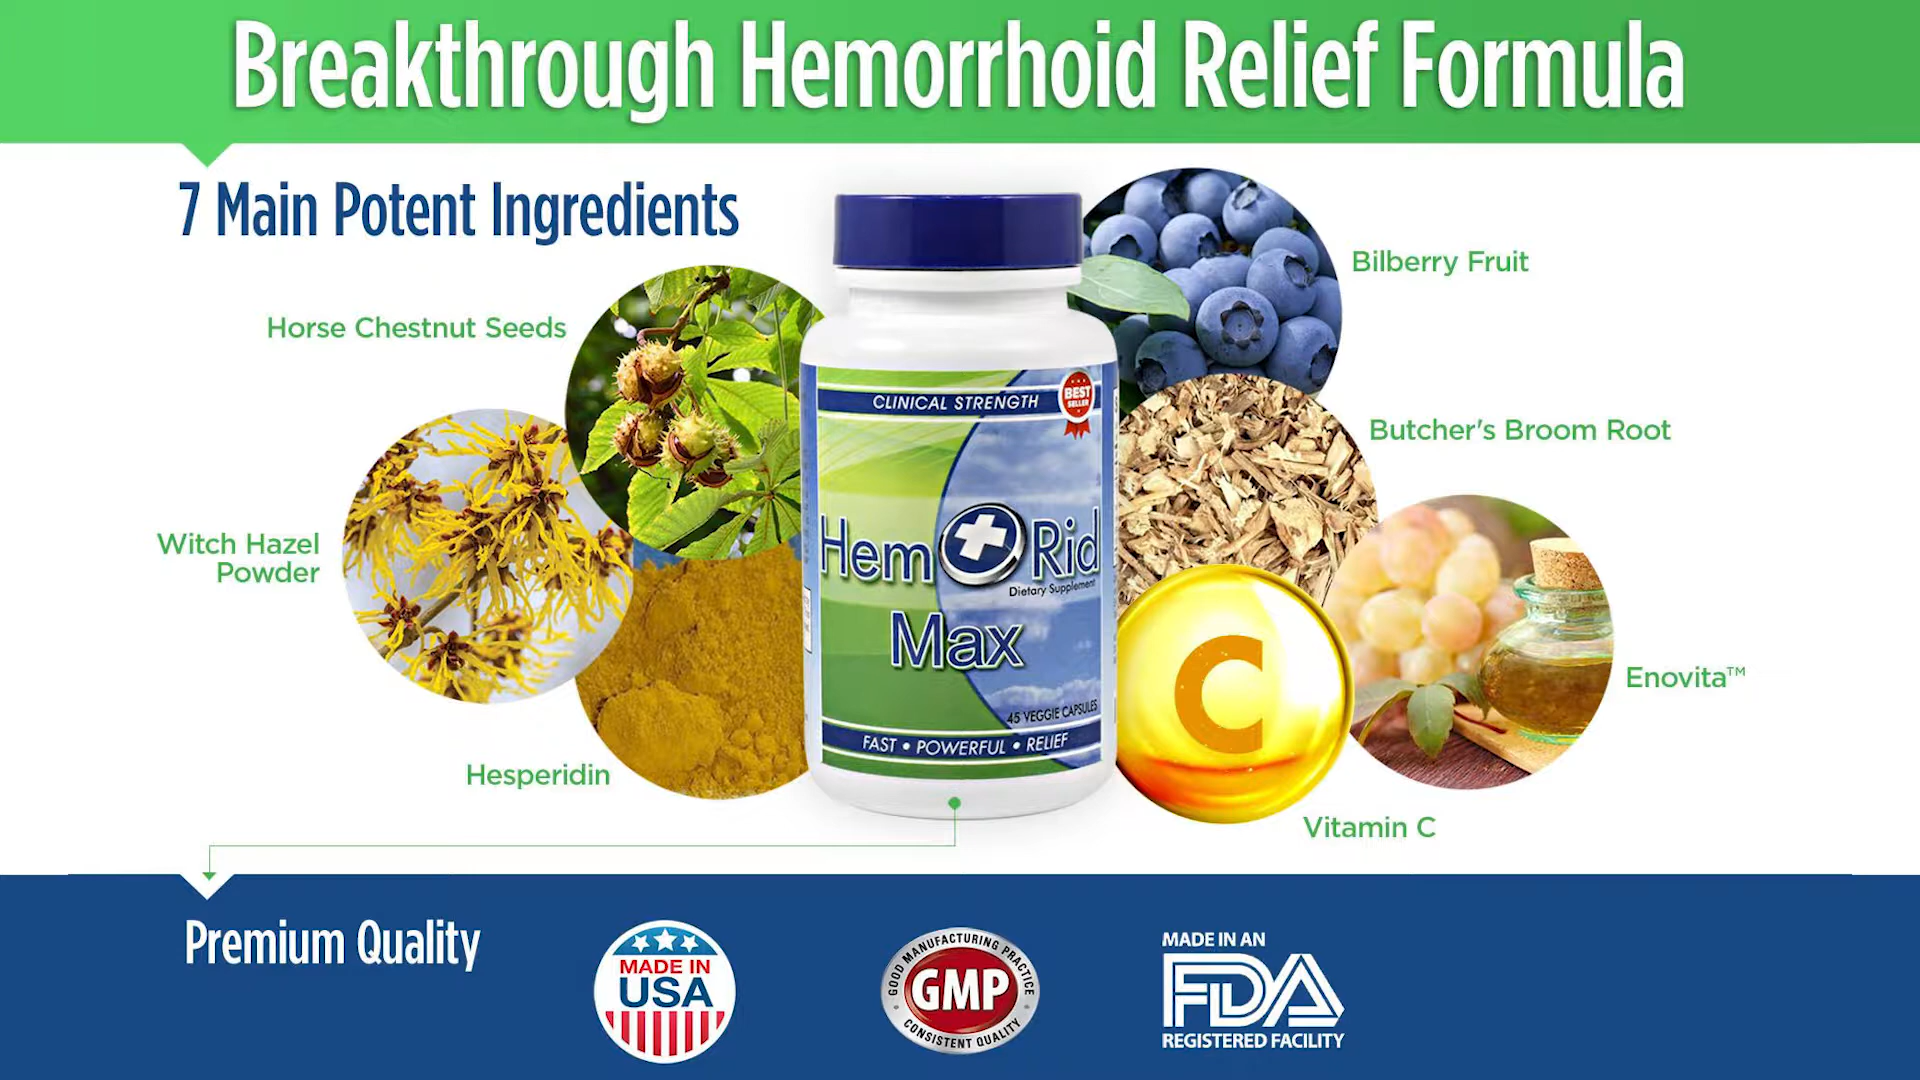 Breakthrough Hemorrhoid Relief Formula
7 Main Potent Ingredients
Horse Chestnut Seeds
Witch Hazel
Powder
Hesperidin
CLINICAL STRENGTH
BEST
SELLER
Hem Rid
Dietary Supplement
Max
45 VEGGIE CAPSULES
FAST • POWERFUL • RELIEF
Bilberry Fruit
Butcher's Broom Root
Enovita™
C
Vitamin C
Premium Quality
MADE IN
USA
GOOD MANUFACTURING PRACTICE
GMP
CONSISTENT QUALITY
MADE IN AN
FDA
REGISTERED FACILITY